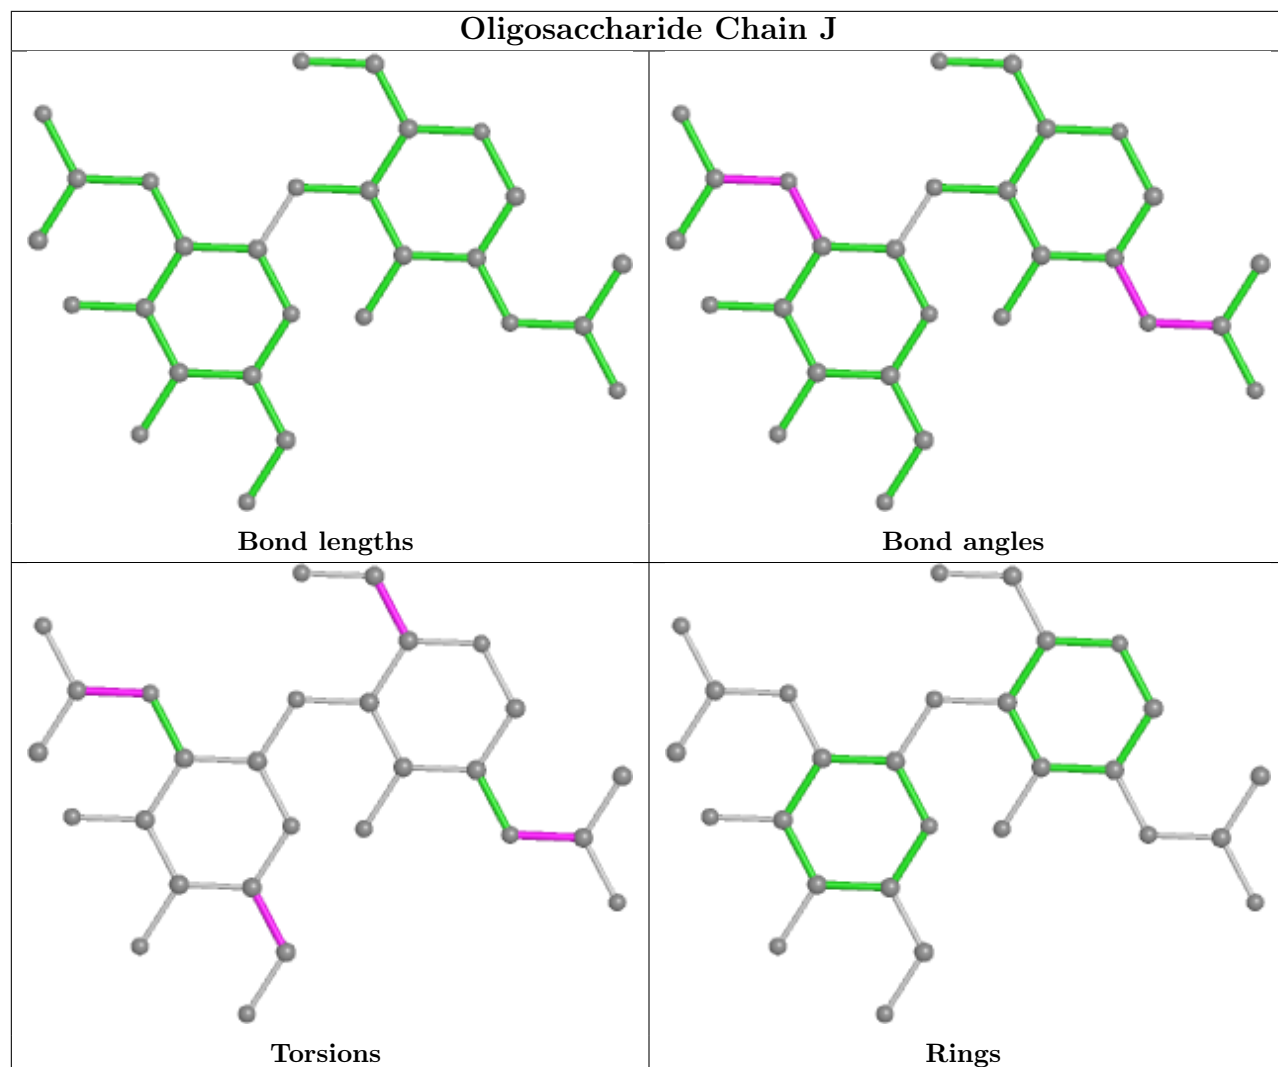 Oligosaccharide Chain J
Bond lengths
Bond angles
Torsions
Rings